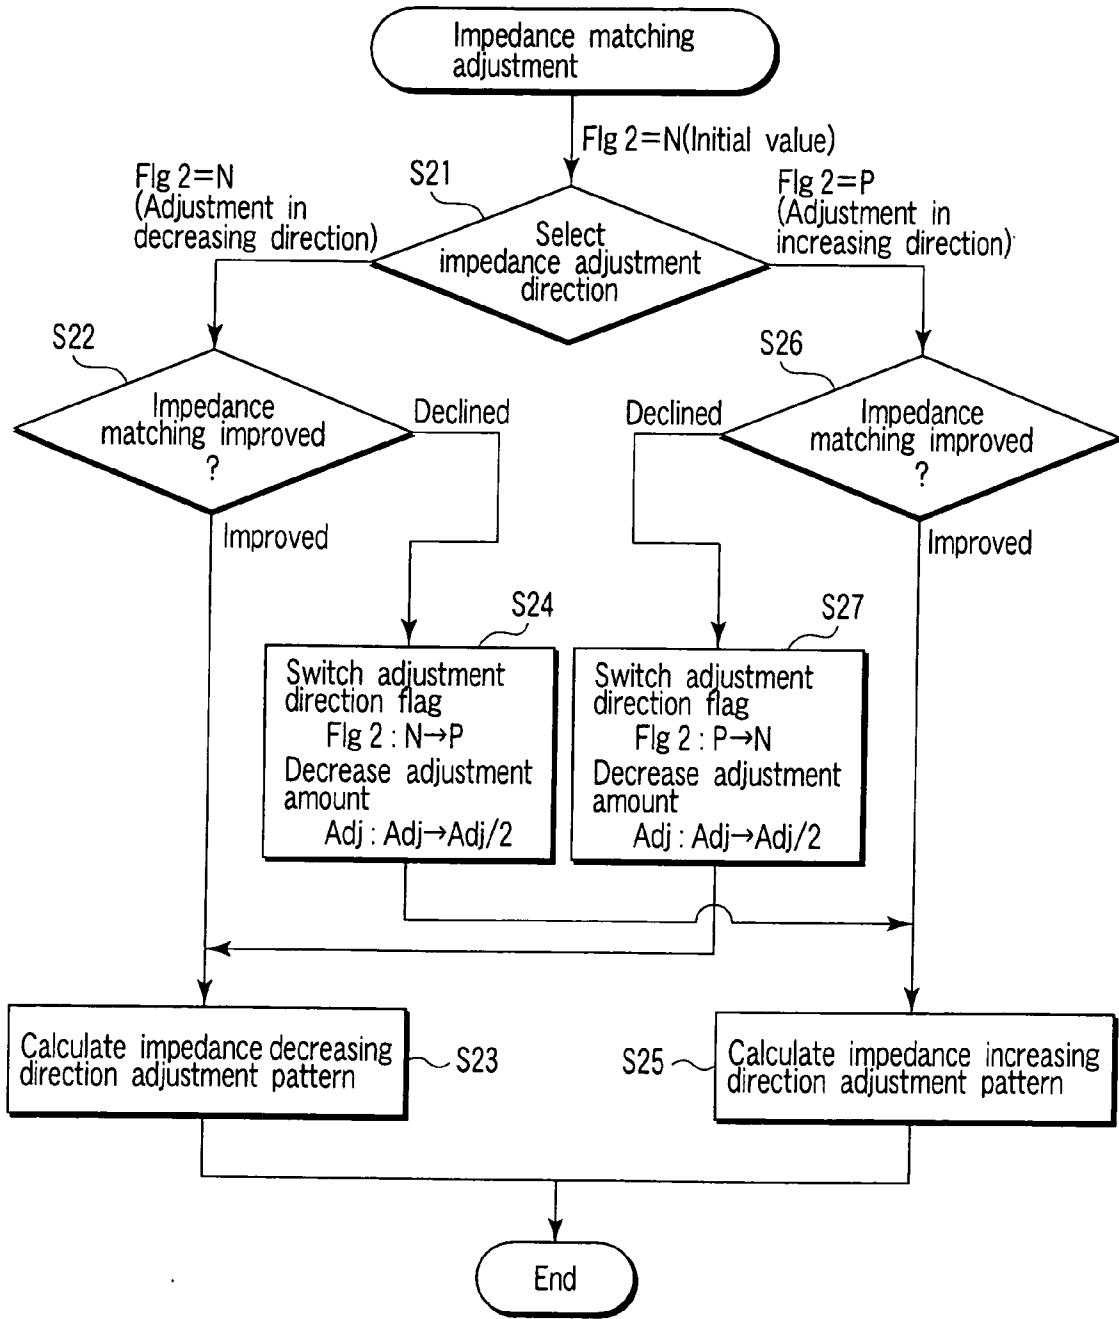 Impedance matching
adjustment
Flg 2=N(Initial value)
S21
Flg 2=N
(Adjustment in
decreasing direction)
Flg 2=P
(Adjustment in
increasing direction)
Select
impedance adjustment
direction
S22
Impedance
matching improved
?
Declined
Improved
S26
Impedance
matching improved
?
Declined
Improved
S24
Switch adjustment
direction flag
Flg 2 : N→P
Decrease adjustment
amount
Adj : Adj→Adj/2
S27
Switch adjustment
direction flag
Flg 2 : P→N
Decrease adjustment
amount
Adj : Adj→Adj/2
Calculate impedance decreasing
direction adjustment pattern
S23
S25
Calculate impedance increasing
direction adjustment pattern
End